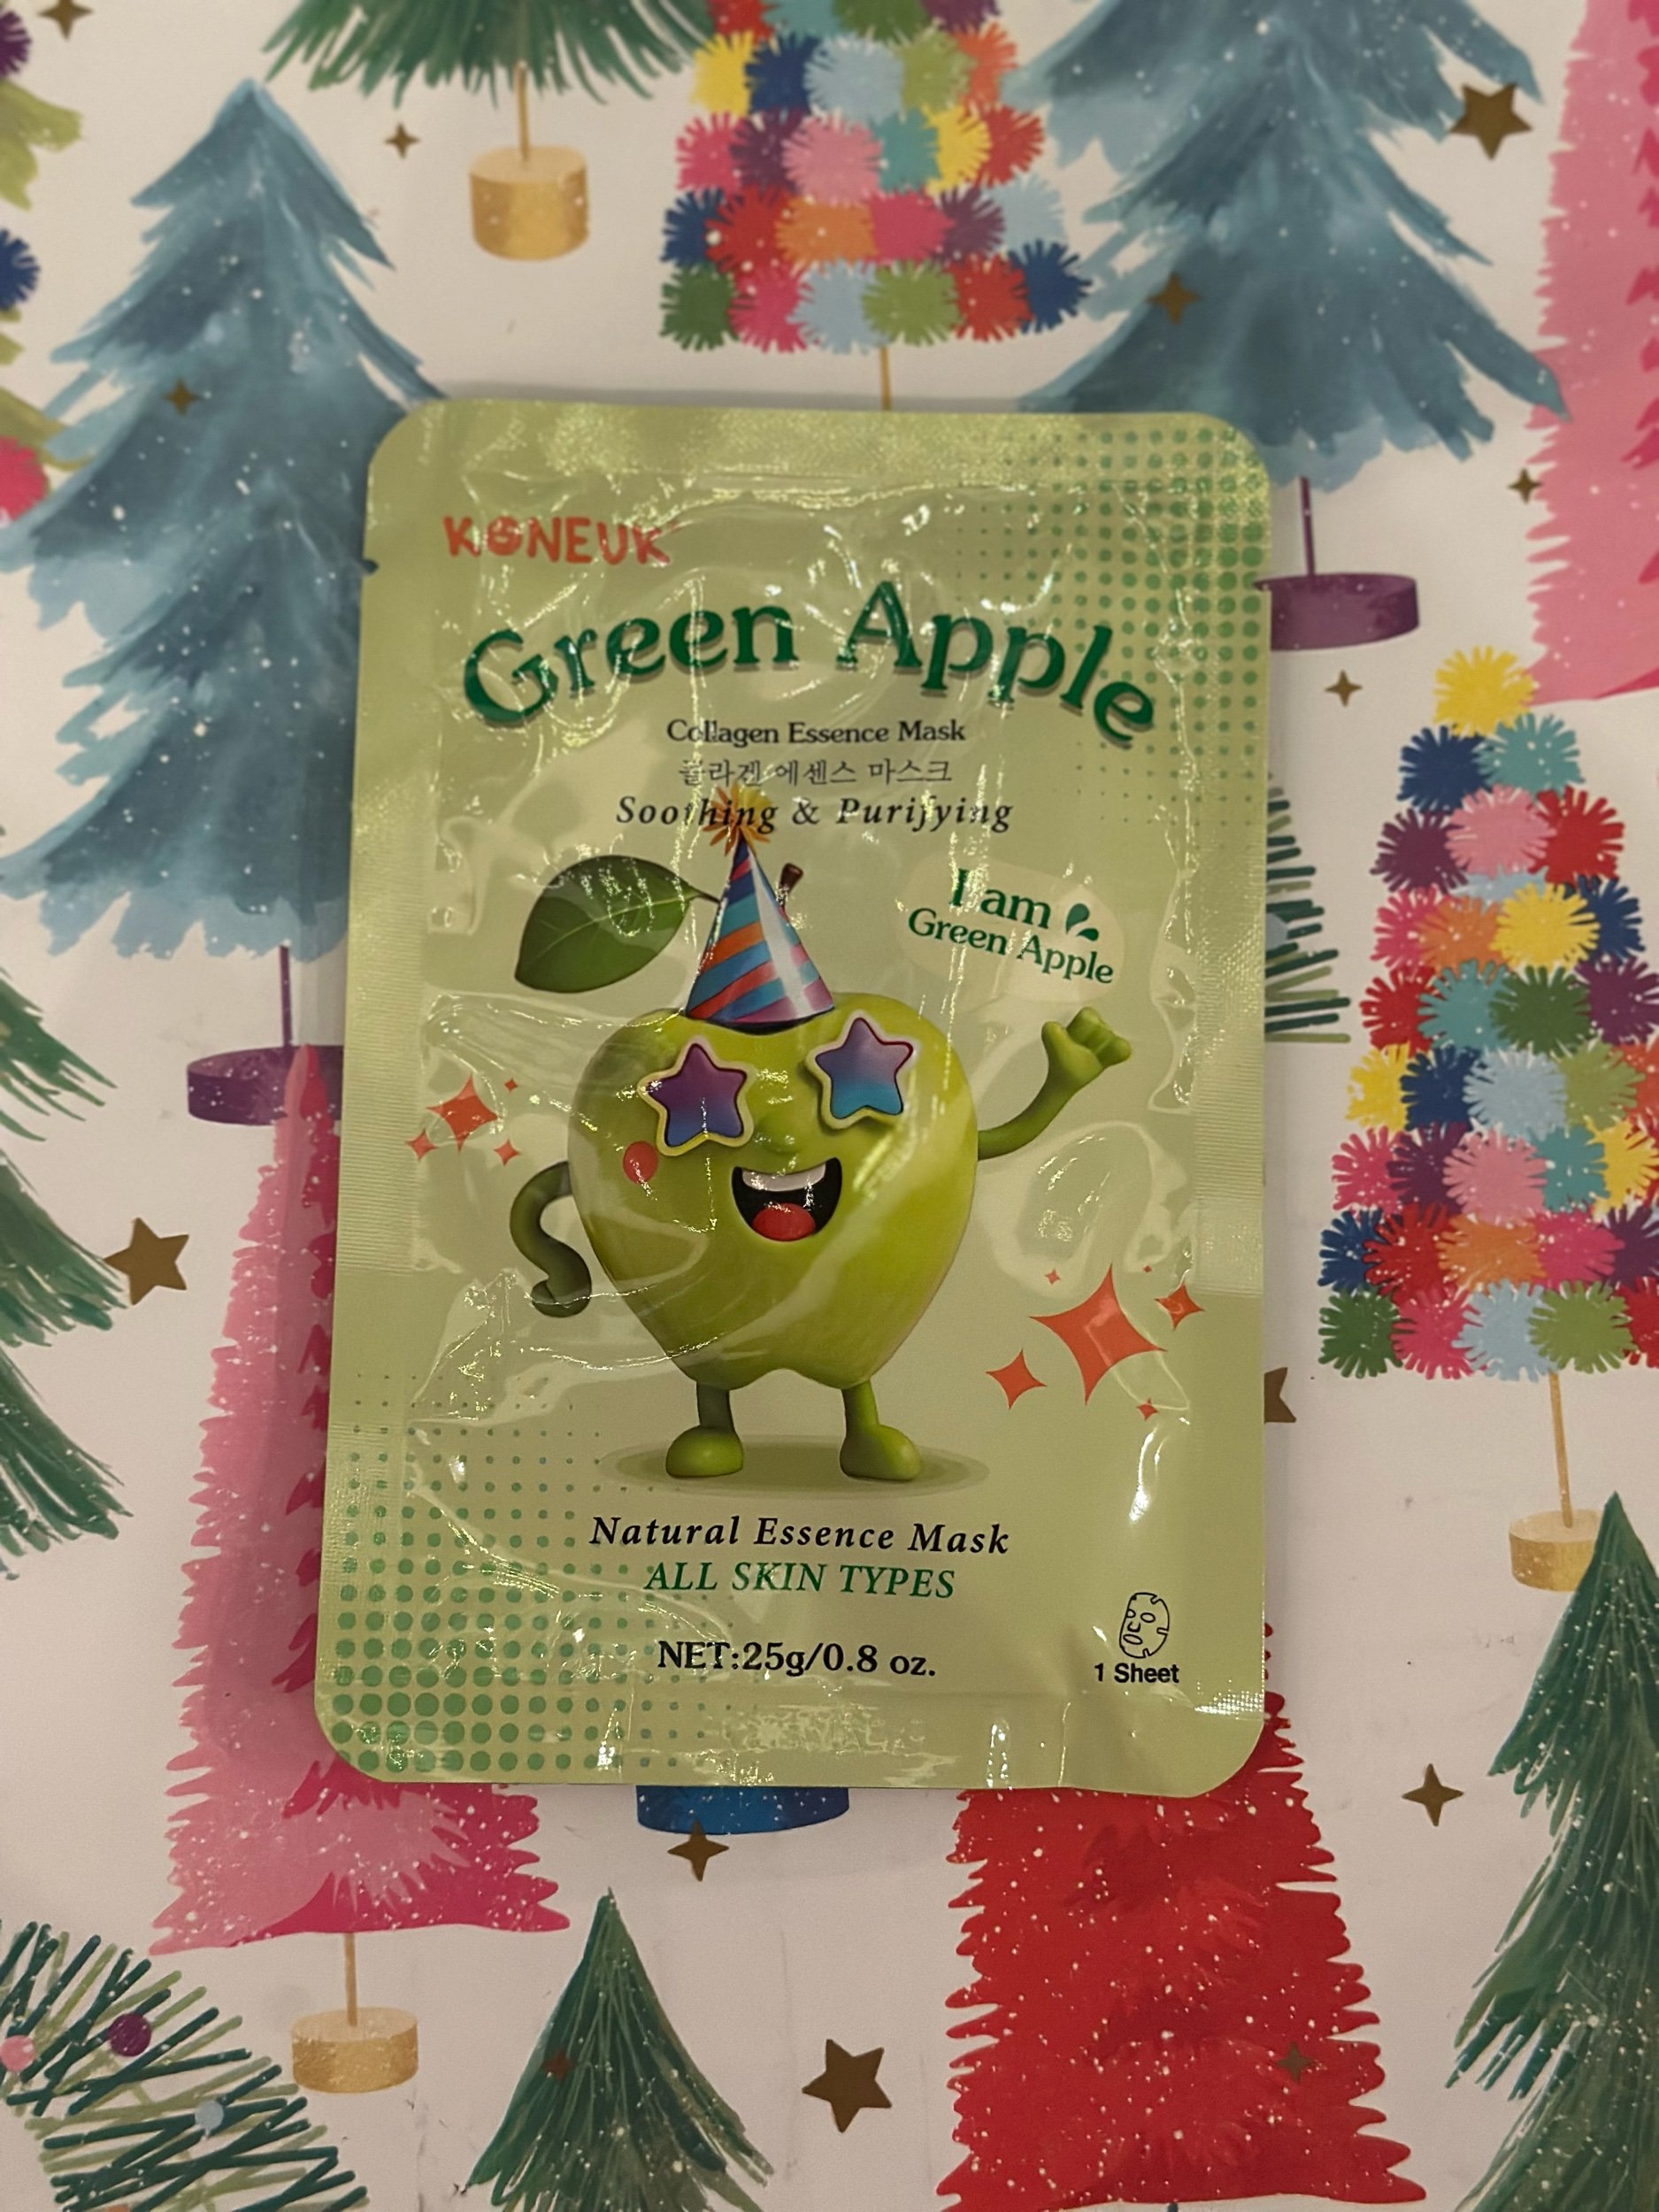 KONEUK
Green Apple
Collagen Essence Mask
콜라겐 에센스 마스크
Soothing & Purifying
I am
Green Apple
Natural Essence Mask
ALL SKIN TYPES
NET:25g/0.8 oz.
1 Sheet